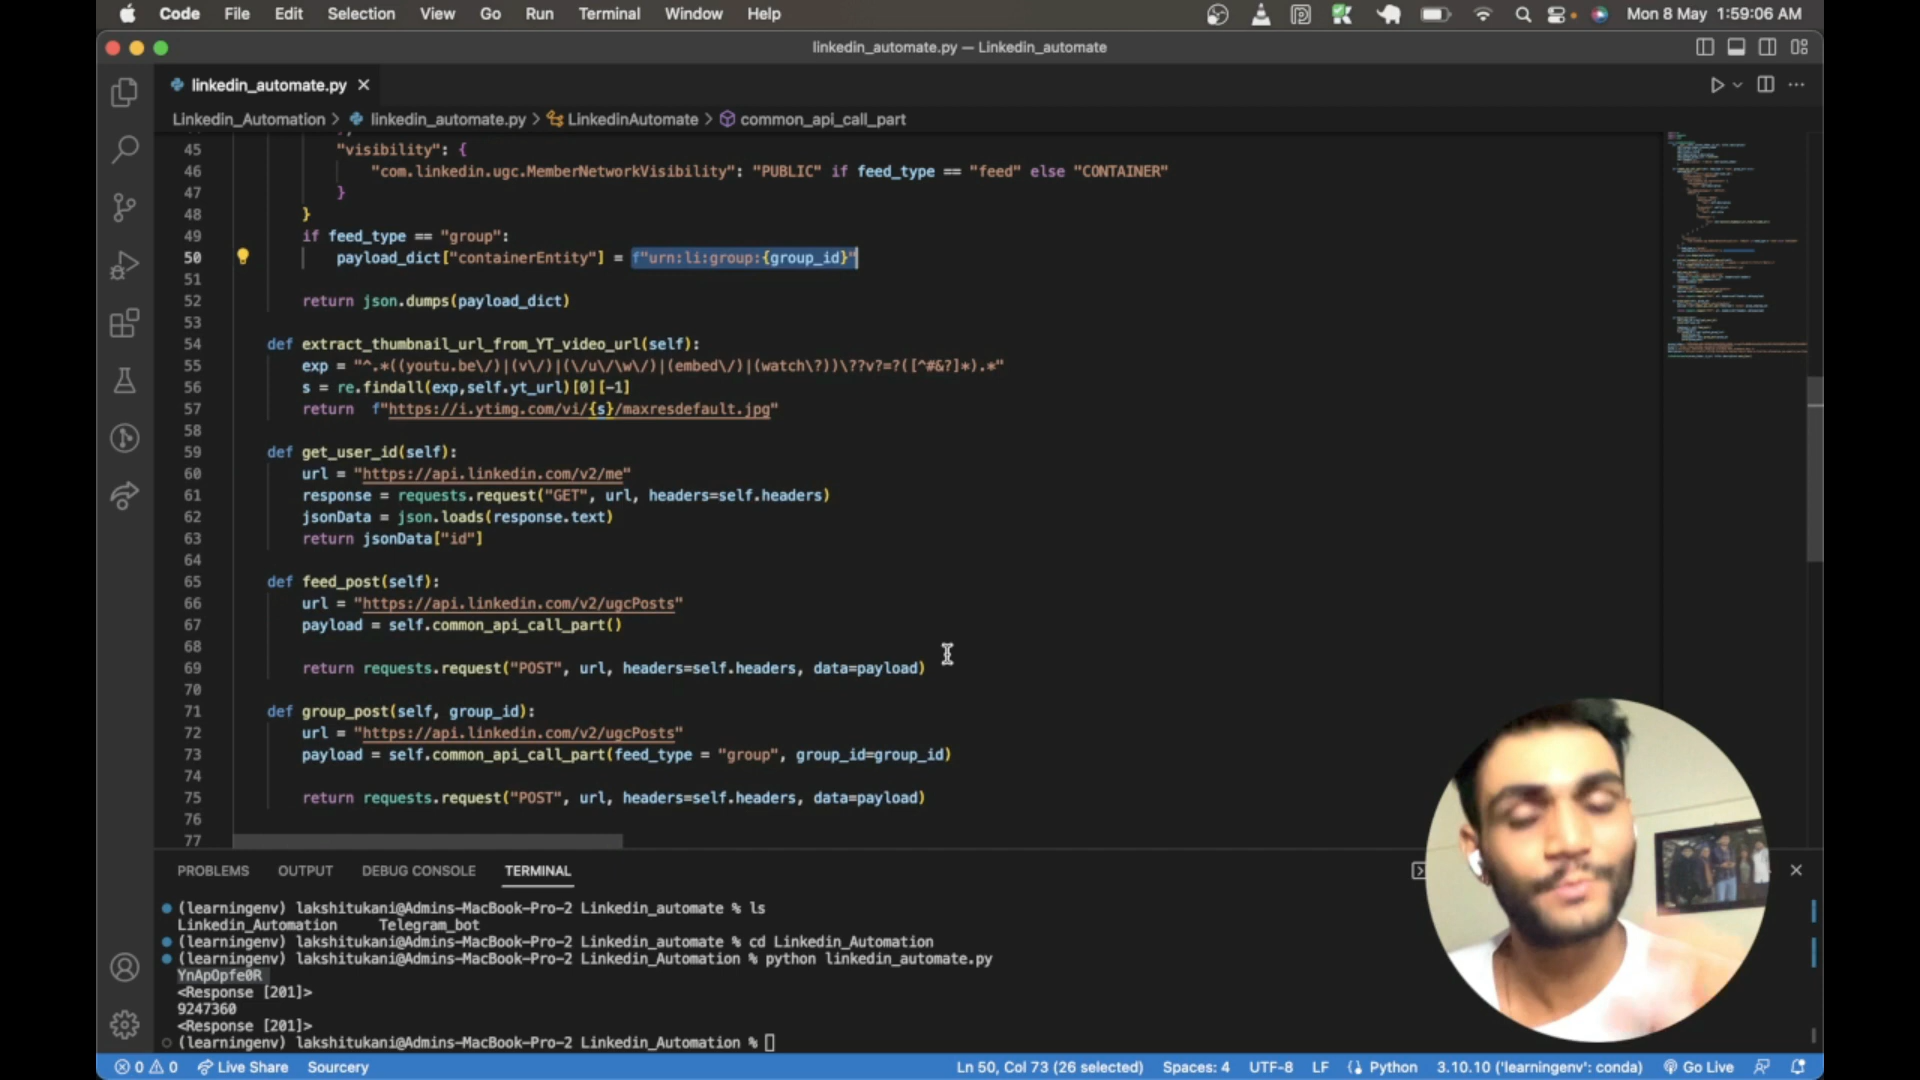 Code File Edit Selection View Go Run Terminal Window Help Mon 8 May 1:59:06 AM
linkedin_automate.py — Linkedin_automate
linkedin_automate.py
Linkedin_Automation > linkedin_automate.py > LinkedinAutomate > common_api_call_part
45 "visibility": {
46 "com.linkedin.ugc.MemberNetworkVisibility": "PUBLIC" if feed_type == "feed" else "CONTAINER"
47 }
48 }
49 if feed_type == "group":
50 payload_dict["containerEntity"] = f"urn:li:group:{group_id}"
51
52 return json.dumps(payload_dict)
53
54 def extract_thumbnail_url_from_YT_video_url(self):
55 exp = "^.*((youtu.be\/)|(v\/)|(\/u\/\w\/)|(embed\/)|(watch\?))\??v?=?([^#&?]*).*"
56 s = re.findall(exp,self.yt_url)[0][-1]
57 return f"https://i.ytimg.com/vi/{s}/maxresdefault.jpg"
58
59 def get_user_id(self):
60 url = "https://api.linkedin.com/v2/me"
61 response = requests.request("GET", url, headers=self.headers)
62 jsonData = json.loads(response.text)
63 return jsonData["id"]
64
65 def feed_post(self):
66 url = "https://api.linkedin.com/v2/ugcPosts"
67 payload = self.common_api_call_part()
68
69 return requests.request("POST", url, headers=self.headers, data=payload)
70
71 def group_post(self, group_id):
72 url = "https://api.linkedin.com/v2/ugcPosts"
73 payload = self.common_api_call_part(feed_type = "group", group_id=group_id)
74
75 return requests.request("POST", url, headers=self.headers, data=payload)
76
77
PROBLEMS OUTPUT DEBUG CONSOLE TERMINAL
(learningenv) lakshitukani@Admins-MacBook-Pro-2 Linkedin_automate % ls
Linkedin_Automation Telegram_bot
(learningenv) lakshitukani@Admins-MacBook-Pro-2 Linkedin_automate % cd Linkedin_Automation
(learningenv) lakshitukani@Admins-MacBook-Pro-2 Linkedin_Automation % python linkedin_automate.py
YnApOpfe0R
<Response [201]>
9247360
<Response [201]>
(learningenv) lakshitukani@Admins-MacBook-Pro-2 Linkedin_Automation %
0 0 Live Share Sourcery Ln 50, Col 73 (26 selected) Spaces: 4 UTF-8 LF Python 3.10.10 ('learningenv': conda) Go Live